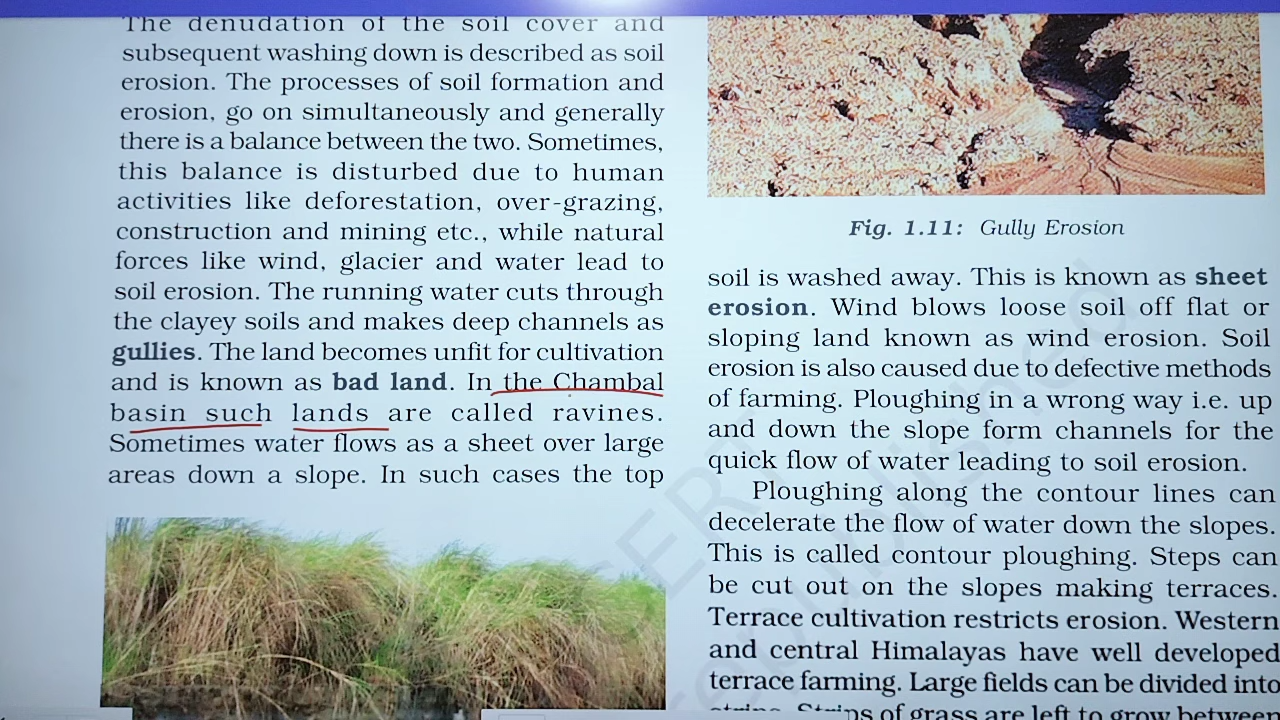 The denudation of the soil cover and
subsequent washing down is described as soil
erosion. The processes of soil formation and
erosion, go on simultaneously and generally
there is a balance between the two. Sometimes,
this balance is disturbed due to human
activities like deforestation, over-grazing,
construction and mining etc., while natural
forces like wind, glacier and water lead to
soil erosion. The running water cuts through
the clayey soils and makes deep channels as
gullies. The land becomes unfit for cultivation
and is known as bad land. In the Chambal
basin such lands are called ravines.
Sometimes water flows as a sheet over large
areas down a slope. In such cases the top
Fig. 1.11: Gully Erosion
soil is washed away. This is known as sheet
erosion. Wind blows loose soil off flat or
sloping land known as wind erosion. Soil
erosion is also caused due to defective methods
of farming. Ploughing in a wrong way i.e. up
and down the slope form channels for the
quick flow of water leading to soil erosion.
Ploughing along the contour lines can
decelerate the flow of water down the slopes.
This is called contour ploughing. Steps can
be cut out on the slopes making terraces.
Terrace cultivation restricts erosion. Western
and central Himalayas have well developed
terrace farming. Large fields can be divided into
strips. Strips of grass are left to grow between